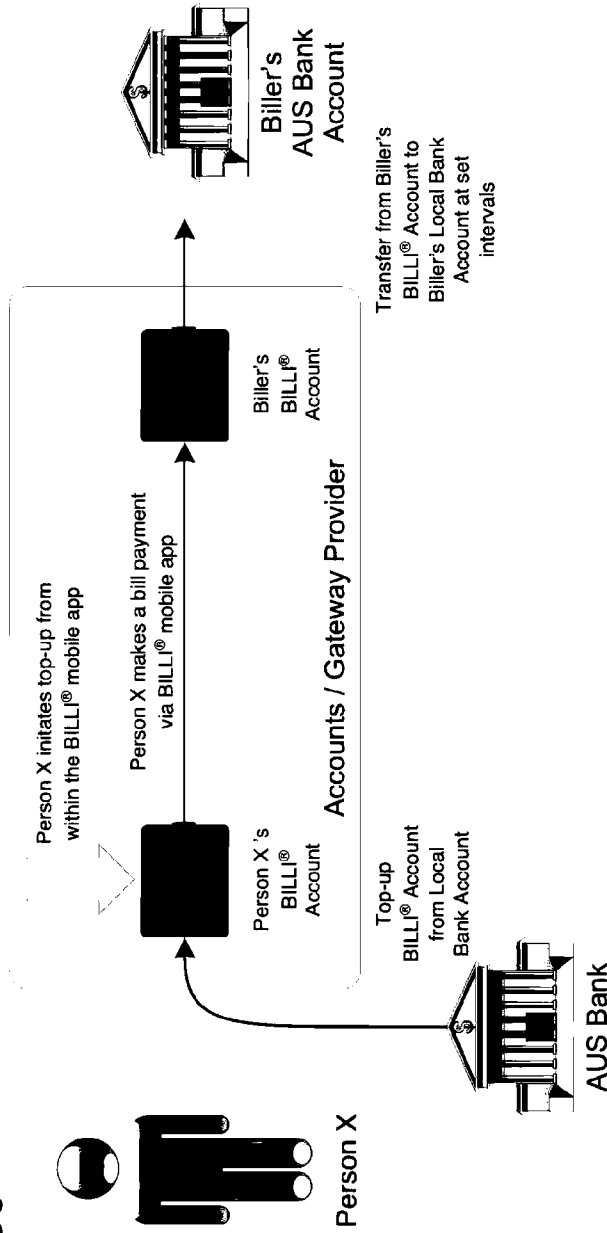 Person X initates top-up from
within the BILLI® mobile app
Person X makes a bill payment
via BILLI® mobile app
Person X 's
BILLI®
Account
Biller's
BILLI®
Account
Accounts / Gateway Provider
Biller's
AUS Bank
Account
Transfer from Biller's
BILLI® Account to
Biller's Local Bank
Account at set
intervals
Top-up
BILLI® Account
from Local
Bank Account
Person X
AUS Bank